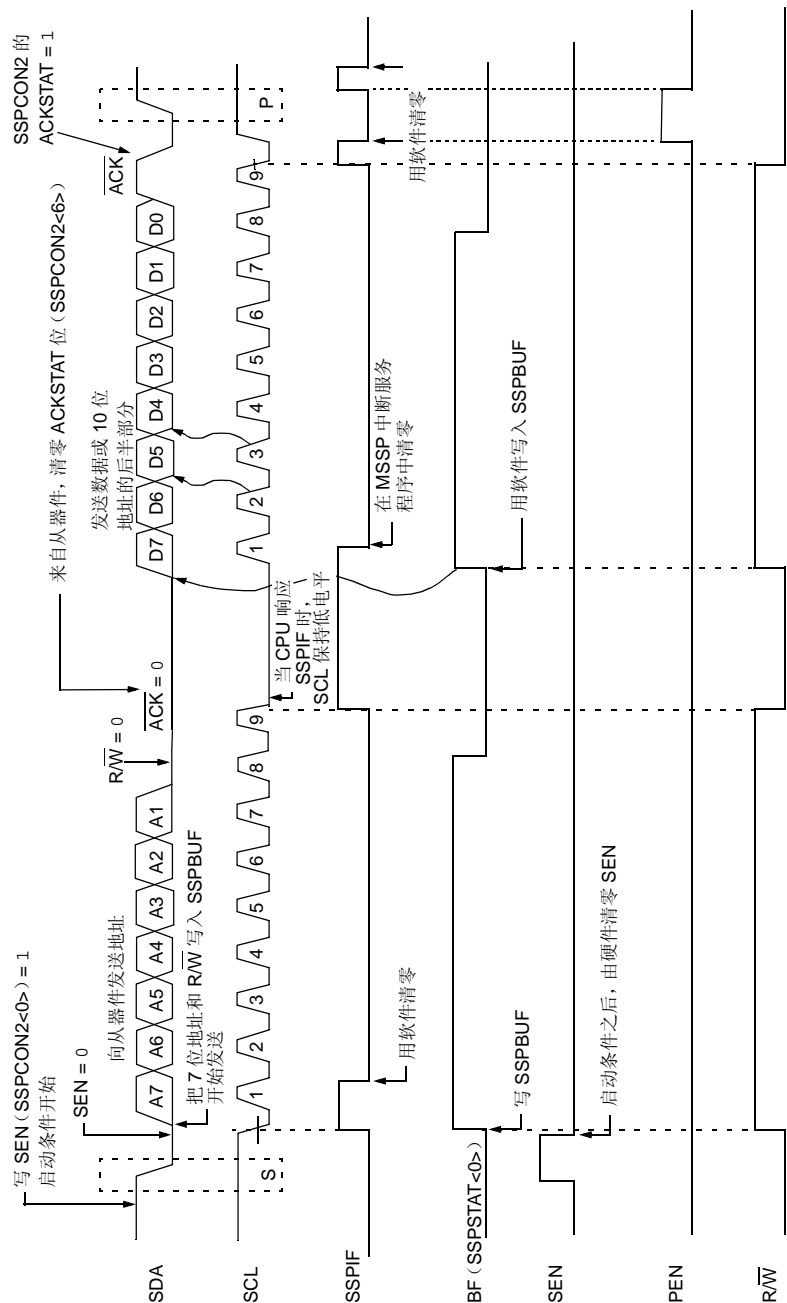 写 SEN（SSPCON2<0>）= 1
启动条件开始
SEN = 0
向从器件发送地址
R/W = 0
来自从器件，清零 ACKSTAT 位（SSPCON2<6>）
ACK = 0
发送数据或 10 位
地址的后半部分
SSPCON2 的
ACKSTAT = 1
ACK
SDA
A7 A6 A5 A4 A3 A2 A1
D7 D6 D5 D4 D3 D2 D1 D0
把 7 位地址和 R/W 写入 SSPBUF
开始发送
SCL
S
1 2 3 4 5 6 7 8 9
1 2 3 4 5 6 7 8 9
P
当 CPU 响应
SSPIF 时，
SCL 保持低电平
SSPIF
用软件清零
在 MSSP 中断服务
程序中清零
用软件清零
BF（SSPSTAT<0>）
写 SSPBUF
用软件写入 SSPBUF
SEN
启动条件之后，由硬件清零 SEN
PEN
R/W